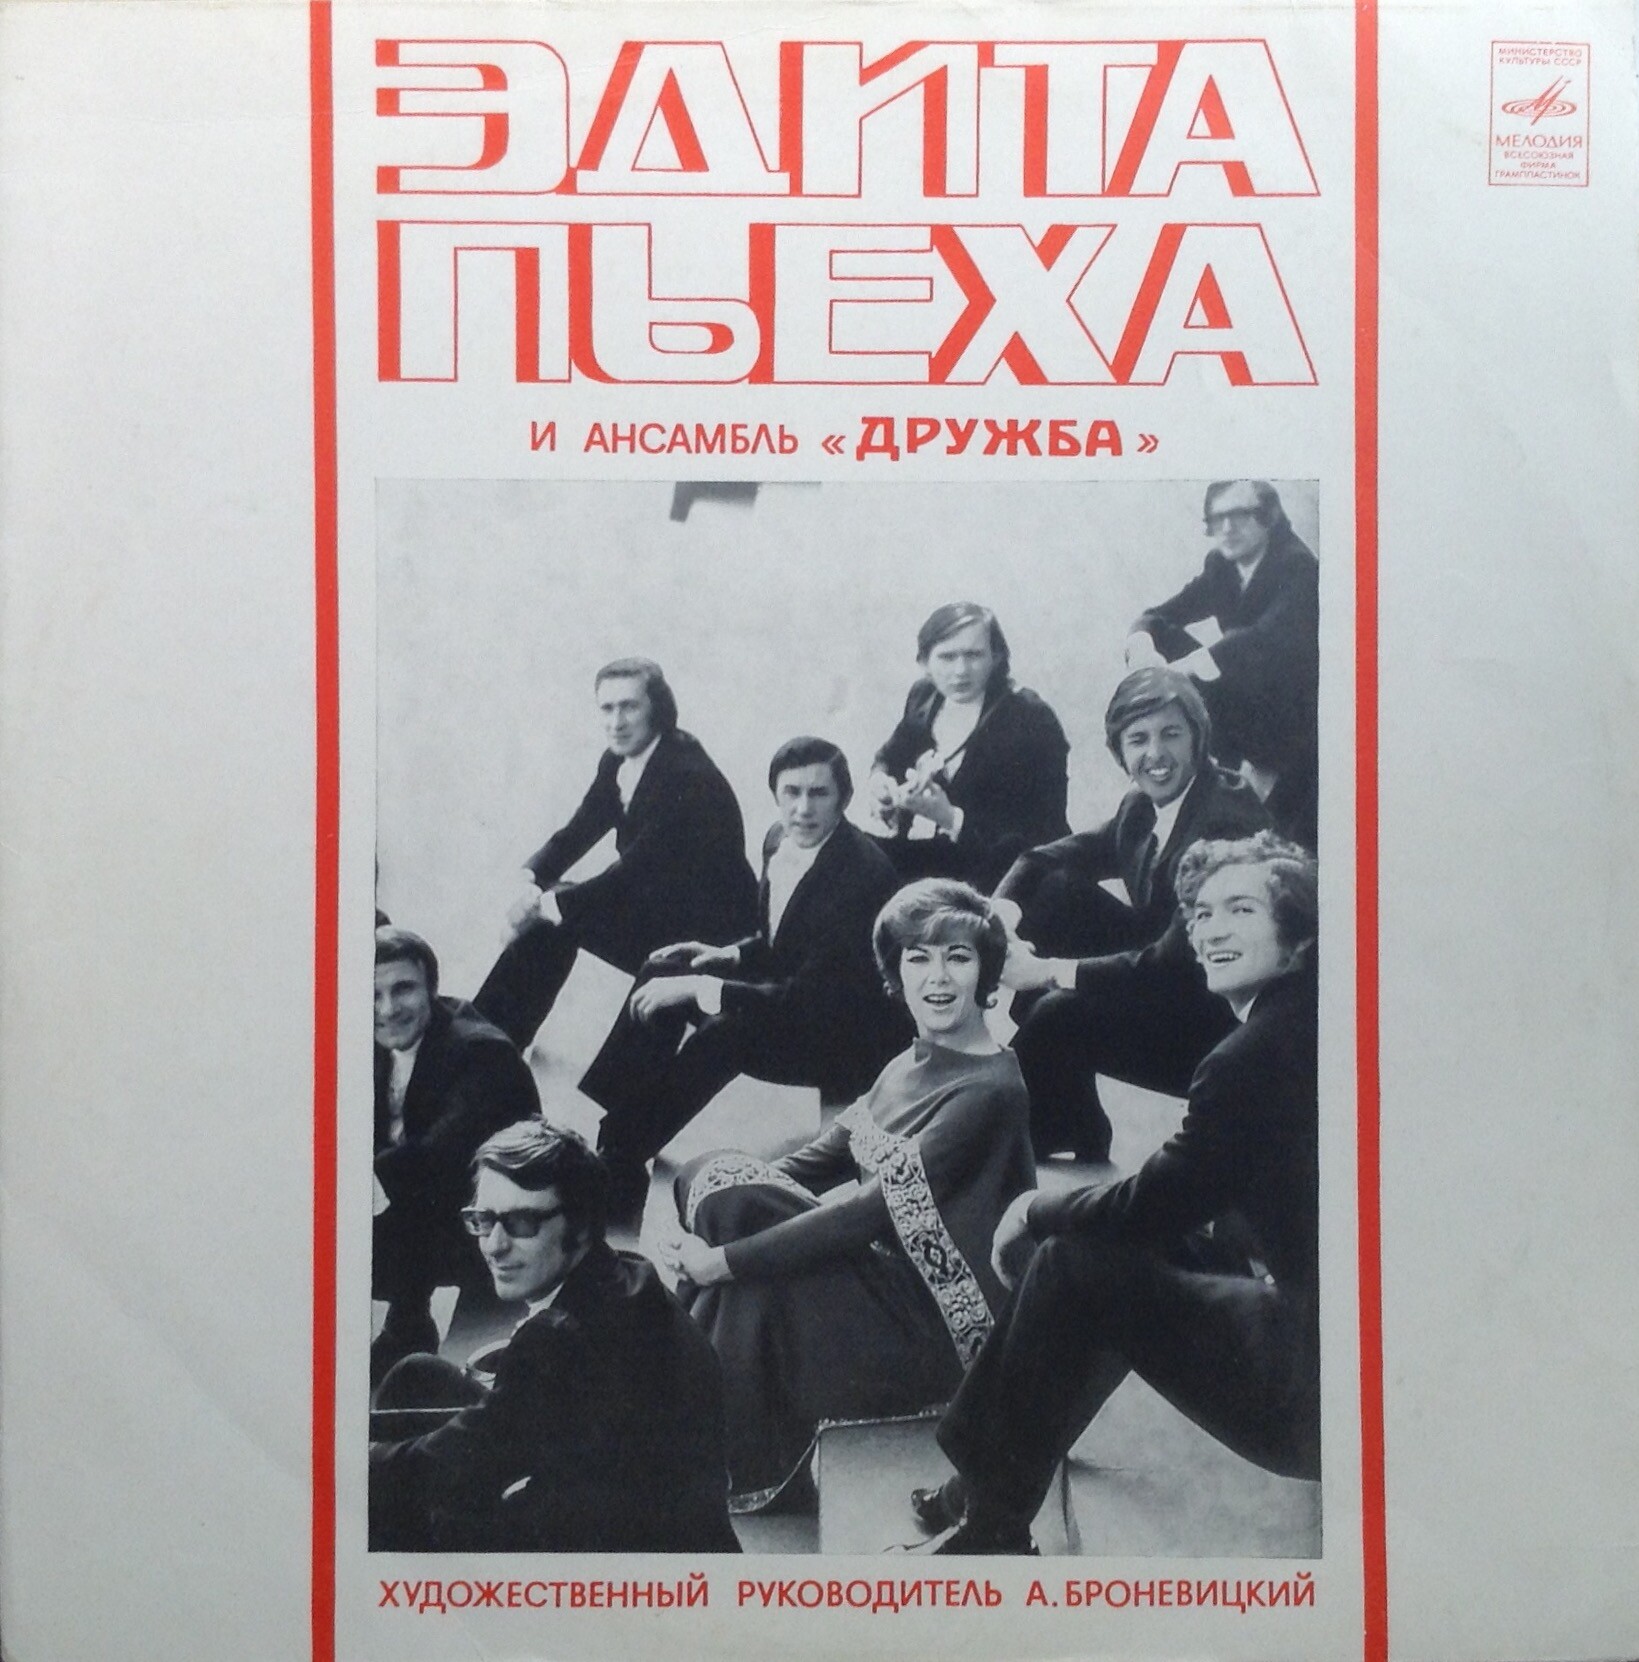 ЭДИТА
ПЬЕХА
И АНСАМБЛЬ «ДРУЖБА»
МИНИСТЕРСТВО
КУЛЬТУРЫ СССР
МЕЛОДИЯ
ВСЕСОЮЗНАЯ
ФИРМА
ГРАМПЛАСТИНОК
ХУДОЖЕСТВЕННЫЙ РУКОВОДИТЕЛЬ А. БРОНЕВИЦКИЙ